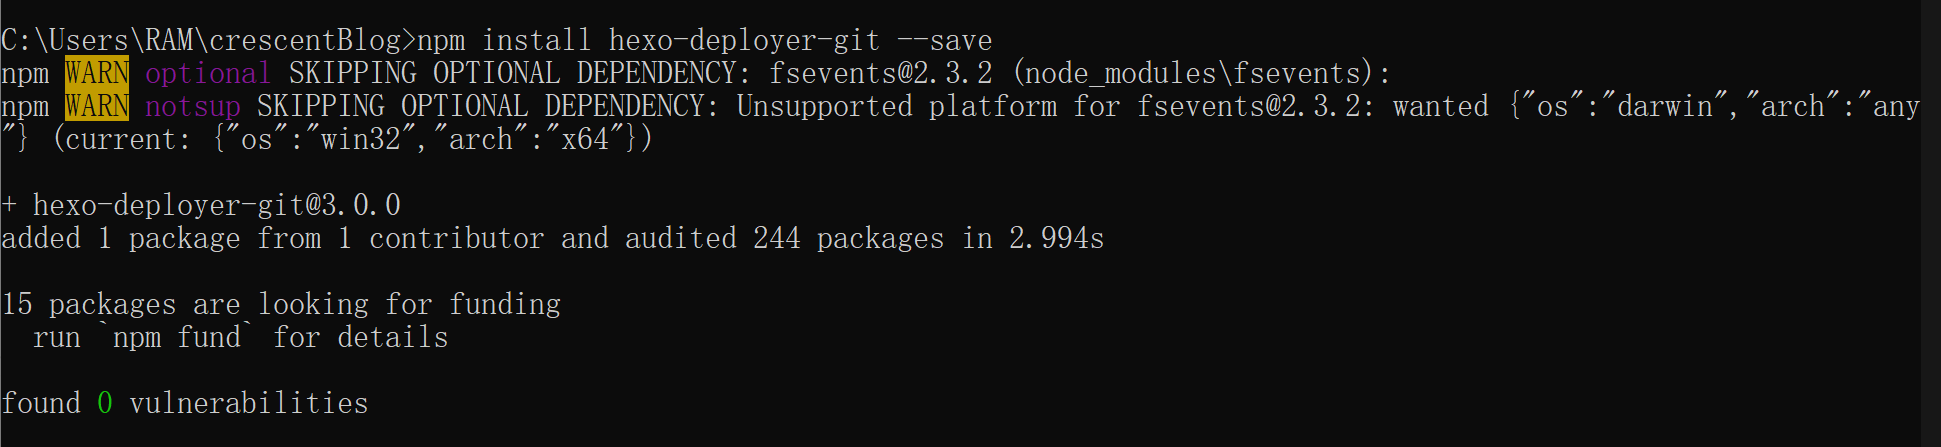 C:\Users\RAM\crescentBlog>npm install hexo-deployer-git --save
npm WARN optional SKIPPING OPTIONAL DEPENDENCY: fsevents@2.3.2 (node_modules\fsevents):
npm WARN notsup SKIPPING OPTIONAL DEPENDENCY: Unsupported platform for fsevents@2.3.2: wanted {"os":"darwin","arch":"any
"} (current: {"os":"win32","arch":"x64"})
+ hexo-deployer-git@3.0.0
added 1 package from 1 contributor and audited 244 packages in 2.994s
15 packages are looking for funding
  run `npm fund` for details
found 0 vulnerabilities